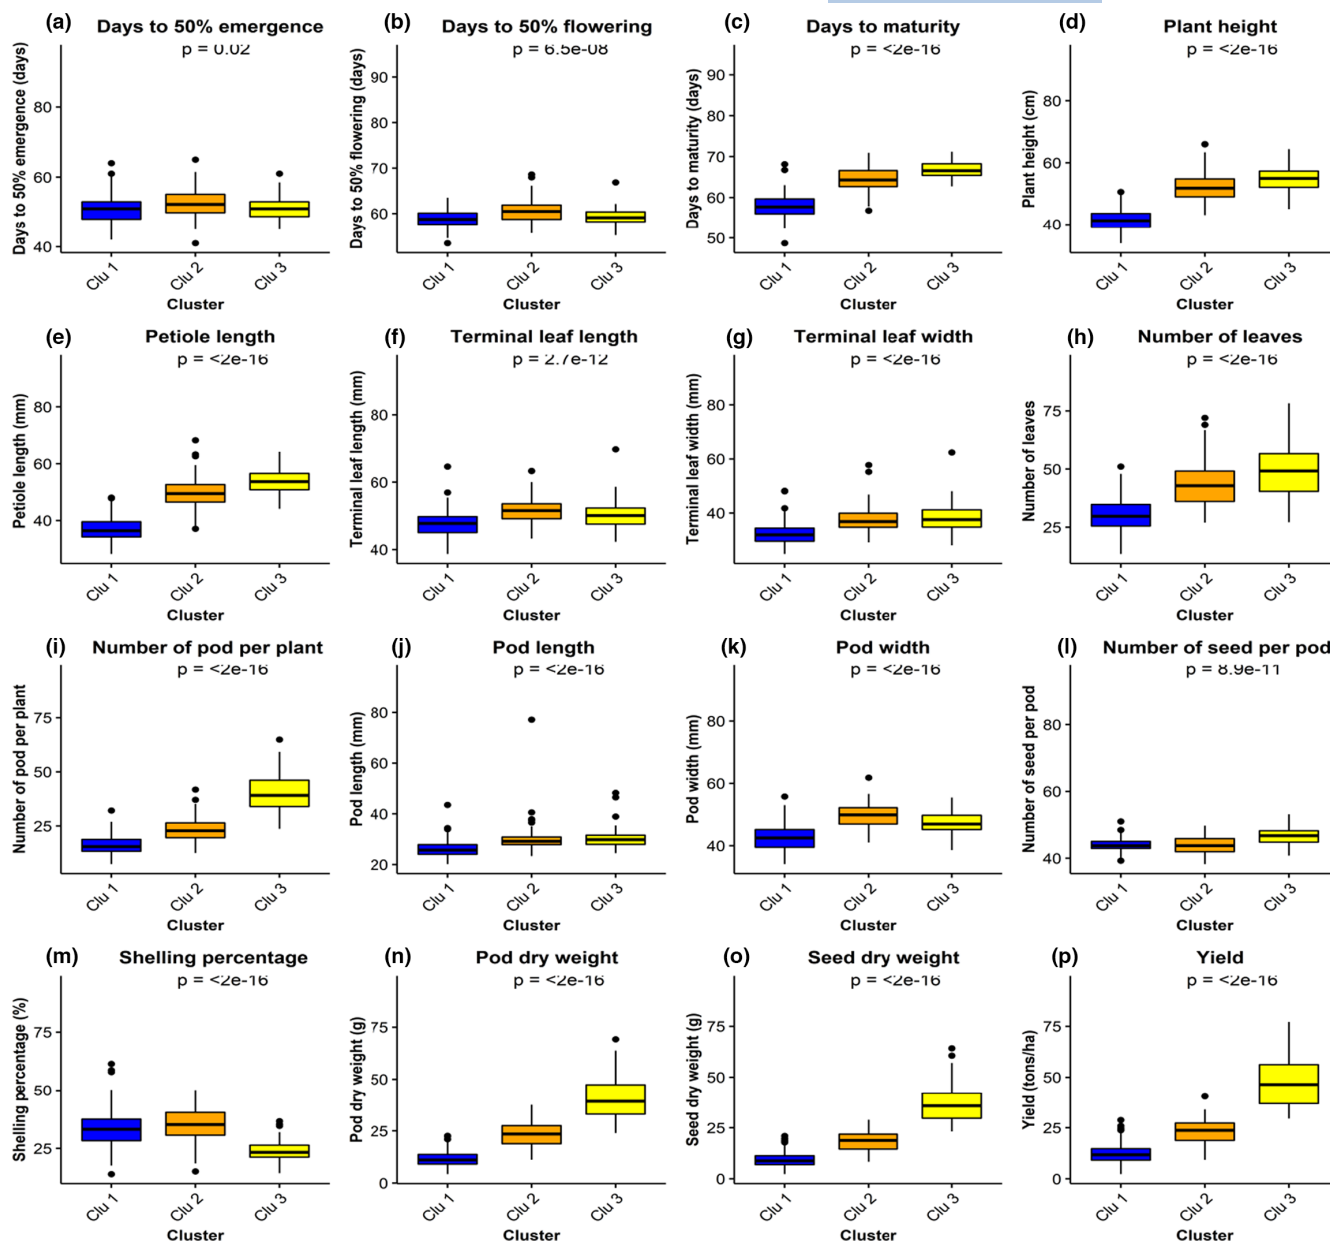 (a) Days to 50% emergence
p = 0.02
Days to 50% emergence (days)
80
60
40
Clu 1 Clu 2 Clu 3
Cluster
(b) Days to 50% flowering
p = 6.5e-08
Days to 50% flowering (days)
90
80
70
60
Clu 1 Clu 2 Clu 3
Cluster
(c) Days to maturity
p = <2e-16
Days to maturity (days)
90
80
70
60
50
Clu 1 Clu 2 Clu 3
Cluster
(d) Plant height
p = <2e-16
Plant height (cm)
80
60
40
Clu 1 Clu 2 Clu 3
Cluster
(e) Petiole length
p = <2e-16
Petiole length (mm)
80
60
40
Clu 1 Clu 2 Clu 3
Cluster
(f) Terminal leaf length
p = 2.7e-12
Terminal leaf length (mm)
80
60
40
Clu 1 Clu 2 Clu 3
Cluster
(g) Terminal leaf width
p = <2e-16
Terminal leaf width (mm)
80
60
40
Clu 1 Clu 2 Clu 3
Cluster
(h) Number of leaves
p = <2e-16
Number of leaves
75
50
25
Clu 1 Clu 2 Clu 3
Cluster
(i) Number of pod per plant
p = <2e-16
Number of pod per plant
75
50
25
Clu 1 Clu 2 Clu 3
Cluster
(j) Pod length
p = <2e-16
Pod length (mm)
80
60
40
20
Clu 1 Clu 2 Clu 3
Cluster
(k) Pod width
p = <2e-16
Pod width (mm)
80
60
40
Clu 1 Clu 2 Clu 3
Cluster
(l) Number of seed per pod
p = 8.9e-11
Number of seed per pod
80
60
40
Clu 1 Clu 2 Clu 3
Cluster
(m) Shelling percentage
p = <2e-16
Shelling percentage (%)
75
50
25
Clu 1 Clu 2 Clu 3
Cluster
(n) Pod dry weight
p = <2e-16
Pod dry weight (g)
75
50
25
0
Clu 1 Clu 2 Clu 3
Cluster
(o) Seed dry weight
p = <2e-16
Seed dry weight (g)
75
50
25
0
Clu 1 Clu 2 Clu 3
Cluster
(p) Yield
p = <2e-16
Yield (tons/ha)
75
50
25
0
Clu 1 Clu 2 Clu 3
Cluster